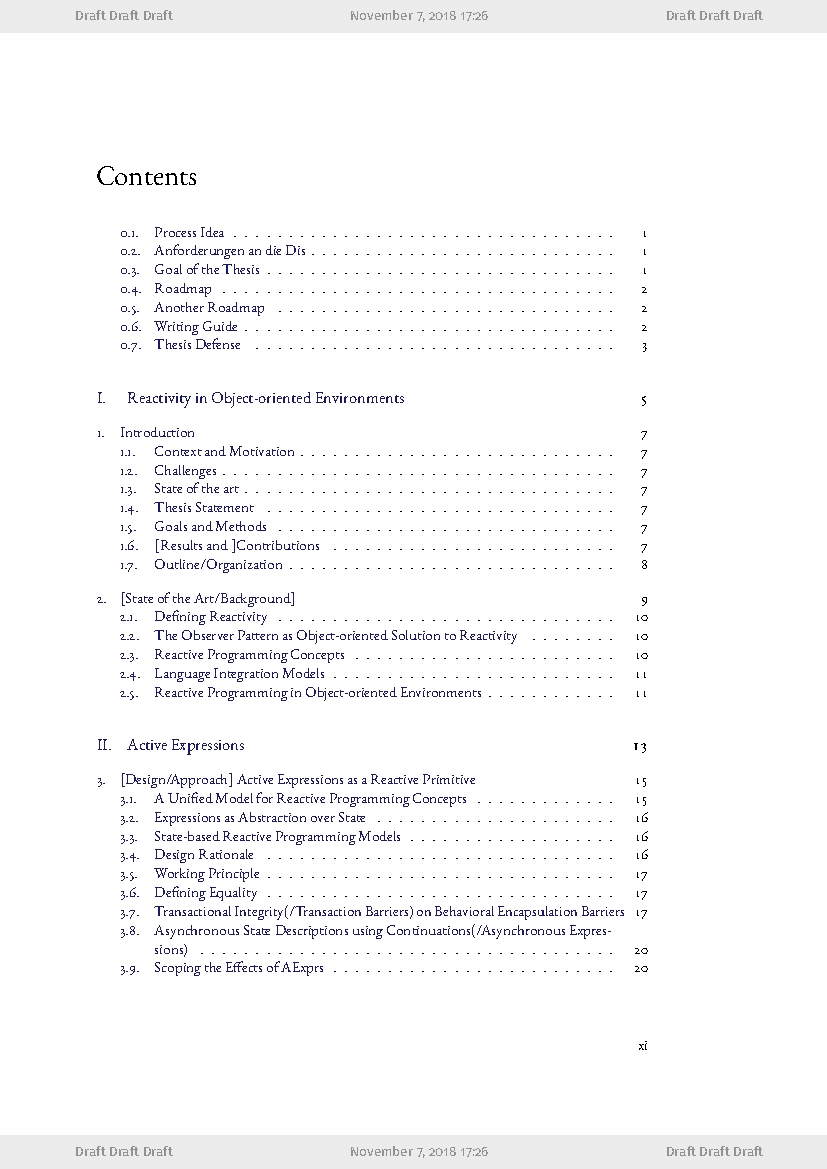 Draft Draft Draft November 7, 2018 17:26 Draft Draft Draft
Contents
0.1. Process Idea . . . . . . . . . . . . . . . . . . . . . . . . . . . . . . . . . . . 1
0.2. Anforderungen an die Dis . . . . . . . . . . . . . . . . . . . . . . . . . . . . 1
0.3. Goal of the Thesis . . . . . . . . . . . . . . . . . . . . . . . . . . . . . . . . 1
0.4. Roadmap . . . . . . . . . . . . . . . . . . . . . . . . . . . . . . . . . . . . 2
0.5. Another Roadmap . . . . . . . . . . . . . . . . . . . . . . . . . . . . . . . 2
0.6. Writing Guide . . . . . . . . . . . . . . . . . . . . . . . . . . . . . . . . . . 2
0.7. Thesis Defense . . . . . . . . . . . . . . . . . . . . . . . . . . . . . . . . . 3
I. Reactivity in Object-oriented Environments 5
1. Introduction 7
1.1. Context and Motivation . . . . . . . . . . . . . . . . . . . . . . . . . . . . . 7
1.2. Challenges . . . . . . . . . . . . . . . . . . . . . . . . . . . . . . . . . . . . 7
1.3. State of the art . . . . . . . . . . . . . . . . . . . . . . . . . . . . . . . . . . 7
1.4. Thesis Statement . . . . . . . . . . . . . . . . . . . . . . . . . . . . . . . . 7
1.5. Goals and Methods . . . . . . . . . . . . . . . . . . . . . . . . . . . . . . . 7
1.6. [Results and ]Contributions . . . . . . . . . . . . . . . . . . . . . . . . . . 7
1.7. Outline/Organization . . . . . . . . . . . . . . . . . . . . . . . . . . . . . . 8
2. [State of the Art/Background] 9
2.1. Defining Reactivity . . . . . . . . . . . . . . . . . . . . . . . . . . . . . . . 10
2.2. The Observer Pattern as Object-oriented Solution to Reactivity . . . . . . . . 10
2.3. Reactive Programming Concepts . . . . . . . . . . . . . . . . . . . . . . . . 10
2.4. Language Integration Models . . . . . . . . . . . . . . . . . . . . . . . . . . 11
2.5. Reactive Programming in Object-oriented Environments . . . . . . . . . . . . 11
II. Active Expressions 13
3. [Design/Approach] Active Expressions as a Reactive Primitive 15
3.1. A Unified Model for Reactive Programming Concepts . . . . . . . . . . . . . 15
3.2. Expressions as Abstraction over State . . . . . . . . . . . . . . . . . . . . . . 16
3.3. State-based Reactive Programming Models . . . . . . . . . . . . . . . . . . . 16
3.4. Design Rationale . . . . . . . . . . . . . . . . . . . . . . . . . . . . . . . . 16
3.5. Working Principle . . . . . . . . . . . . . . . . . . . . . . . . . . . . . . . . 17
3.6. Defining Equality . . . . . . . . . . . . . . . . . . . . . . . . . . . . . . . . 17
3.7. Transactional Integrity(/Transaction Barriers) on Behavioral Encapsulation Barriers 17
3.8. Asynchronous State Descriptions using Continuations(/Asynchronous Expres-
sions) . . . . . . . . . . . . . . . . . . . . . . . . . . . . . . . . . . . . . . 20
3.9. Scoping the Effects of AExprs . . . . . . . . . . . . . . . . . . . . . . . . . . 20
xi
Draft Draft Draft November 7, 2018 17:26 Draft Draft Draft